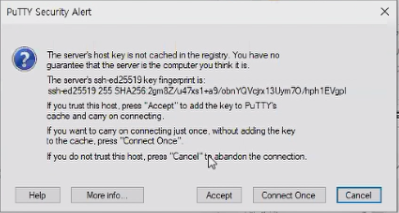 PuTTY Security Alert
The server's host key is not cached in the registry. You have no
guarantee that the server is the computer you think it is.
The server's ssh-ed25519 key fingerprint is:
ssh-ed25519 255 SHA256:2gm8Z/u47xs1+a9/obnYGVcjrx13Uym7O/hph1EVgpI
If you trust this host, press "Accept" to add the key to PuTTY's
cache and carry on connecting.
If you want to carry on connecting just once, without adding the key
to the cache, press "Connect Once".
If you do not trust this host, press "Cancel" to abandon the connection.
Help More info... Accept Connect Once Cancel